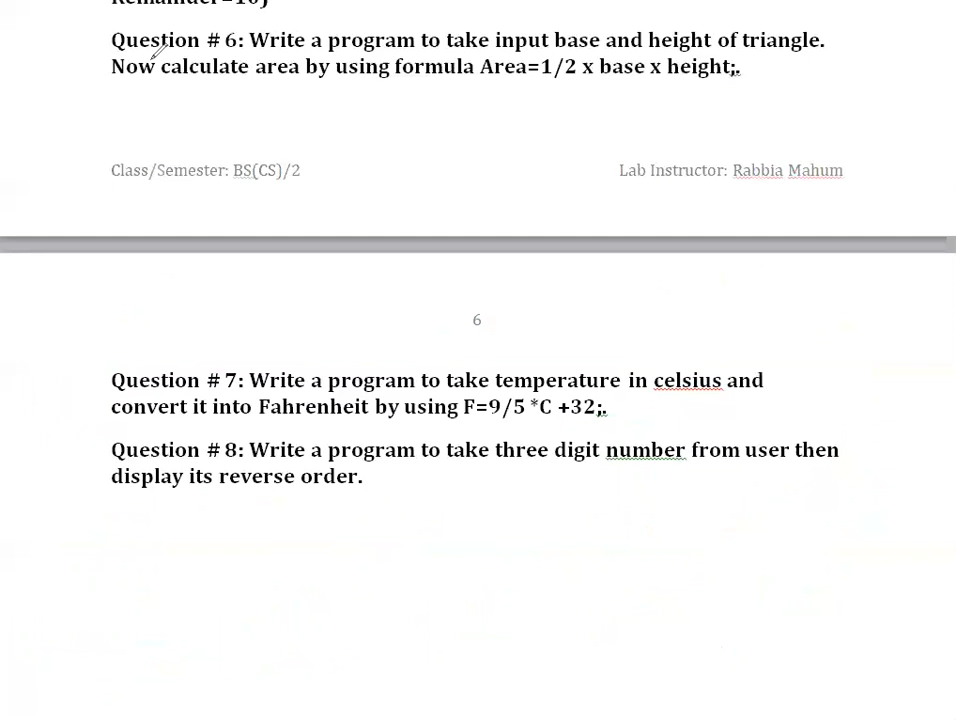 Remainder=10)
Question # 6: Write a program to take input base and height of triangle.
Now calculate area by using formula Area=1/2 x base x height;.
Class/Semester: BS(CS)/2 Lab Instructor: Rabbia Mahum
6
Question # 7: Write a program to take temperature in celsius and
convert it into Fahrenheit by using F=9/5 *C +32;.
Question # 8: Write a program to take three digit number from user then
display its reverse order.